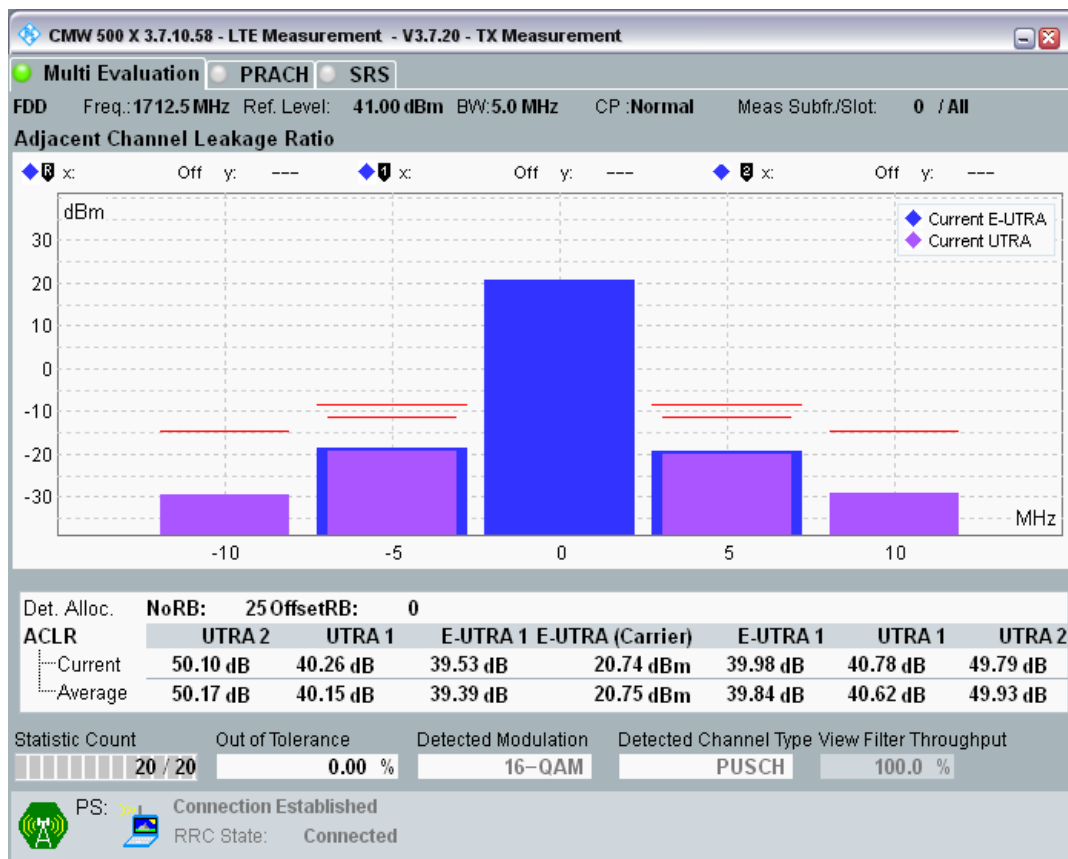 CMW 500 X 3.7.10.58 - LTE Measurement - V3.7.20 - TX Measurement
Multi Evaluation PRACH SRS
FDD Freq.:1712.5 MHz Ref. Level: 41.00 dBm BW:5.0 MHz CP :Normal Meas Subfr./Slot: 0 / All
Adjacent Channel Leakage Ratio
R x: Off y: --- 1 x: Off y: --- 2 x: Off y: ---
dBm
Current E-UTRA
Current UTRA
30
20
10
0
-10
-20
-30
MHz
-10 -5 0 5 10
Det. Alloc. NoRB: 25 OffsetRB: 0
ACLR UTRA 2 UTRA 1 E-UTRA 1 E-UTRA (Carrier) E-UTRA 1 UTRA 1 UTRA 2
Current 50.10 dB 40.26 dB 39.53 dB 20.74 dBm 39.98 dB 40.78 dB 49.79 dB
Average 50.17 dB 40.15 dB 39.39 dB 20.75 dBm 39.84 dB 40.62 dB 49.93 dB
Statistic Count Out of Tolerance Detected Modulation Detected Channel Type View Filter Throughput
20 / 20 0.00 % 16-QAM PUSCH 100.0 %
PS: Connection Established
RRC State: Connected